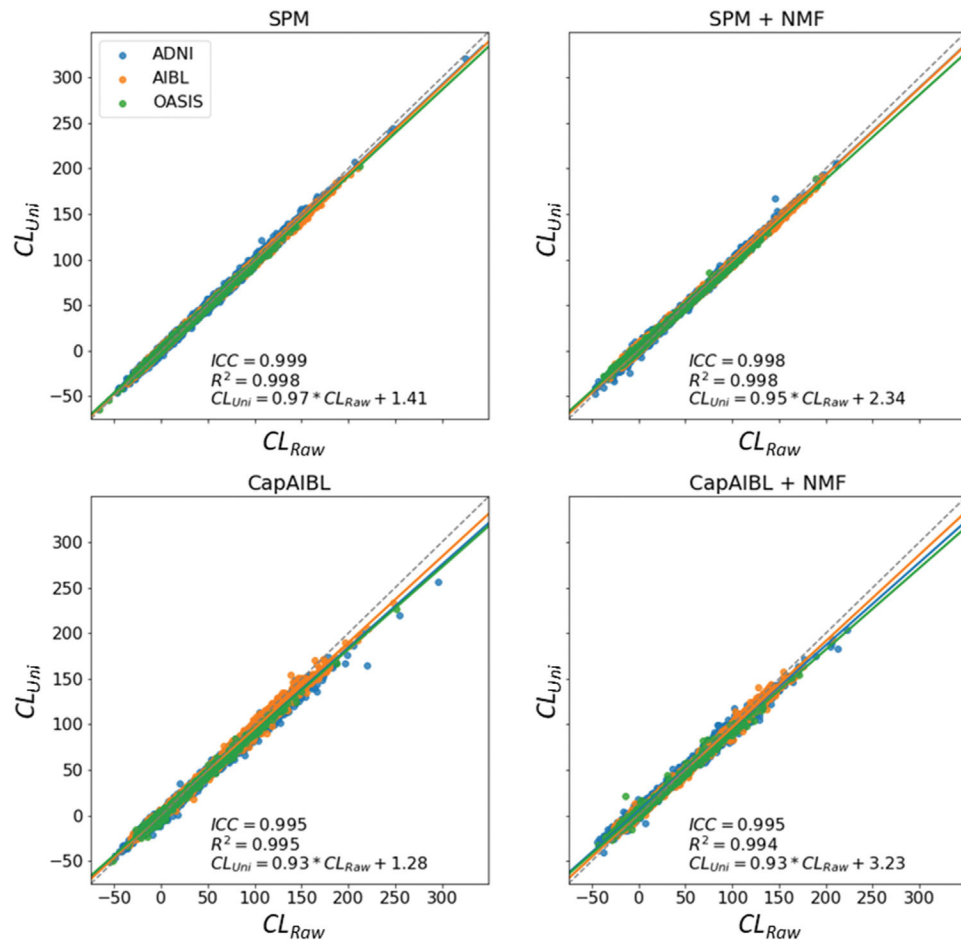 SPM
ADNI
AIBL
OASIS
300
250
200
150
100
50
0
−50
CL_Uni
ICC = 0.999
R² = 0.998
CL_Uni = 0.97 * CL_Raw + 1.41
CL_Raw
SPM + NMF
CL_Uni
ICC = 0.998
R² = 0.998
CL_Uni = 0.95 * CL_Raw + 2.34
CL_Raw
CapAIBL
300
250
200
150
100
50
0
−50
CL_Uni
ICC = 0.995
R² = 0.995
CL_Uni = 0.93 * CL_Raw + 1.28
−50 0 50 100 150 200 250 300
CL_Raw
CapAIBL + NMF
CL_Uni
ICC = 0.995
R² = 0.994
CL_Uni = 0.93 * CL_Raw + 3.23
−50 0 50 100 150 200 250 300
CL_Raw